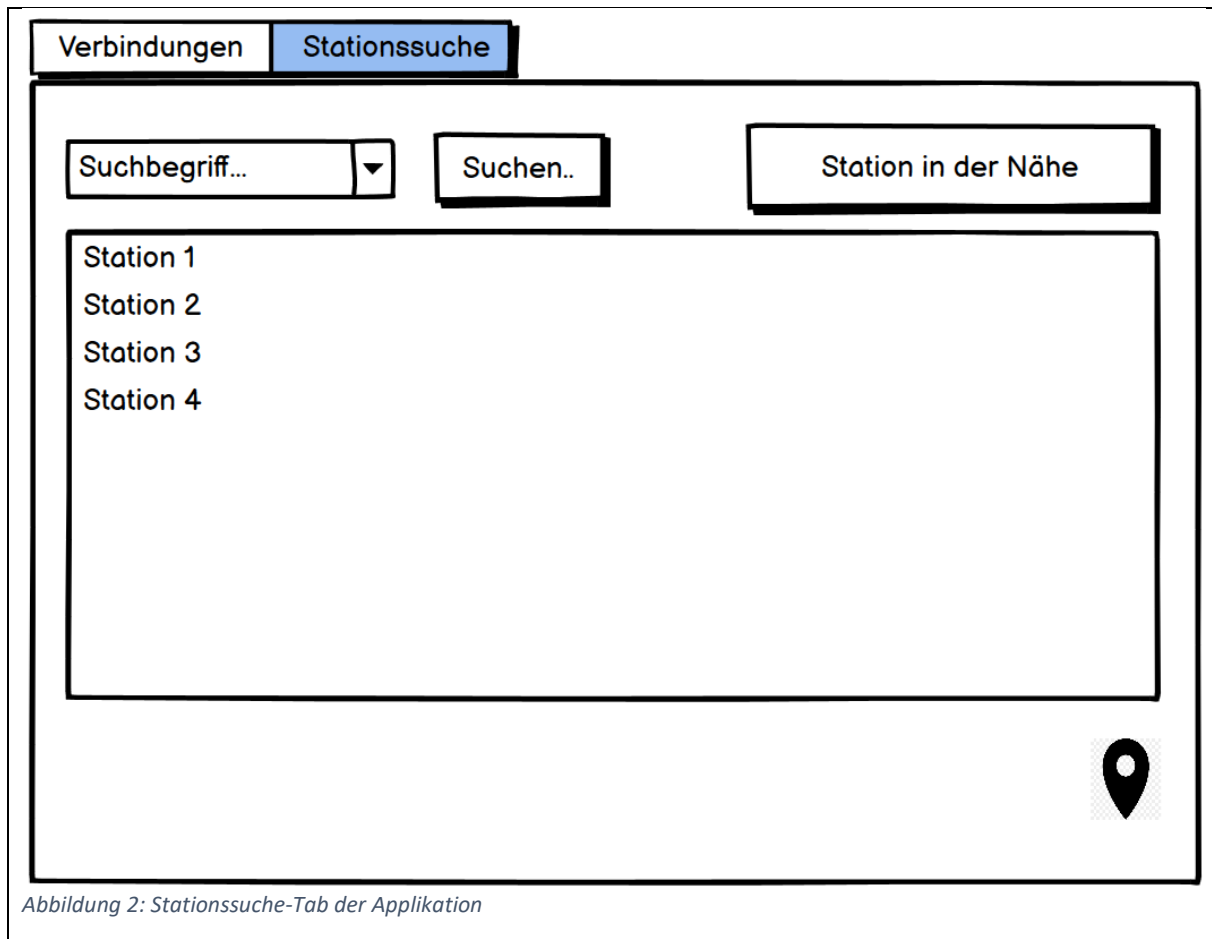 Verbindungen Stationssuche
Suchbegriff... Suchen.. Station in der Nähe
Station 1
Station 2
Station 3
Station 4
Abbildung 2: Stationssuche-Tab der Applikation